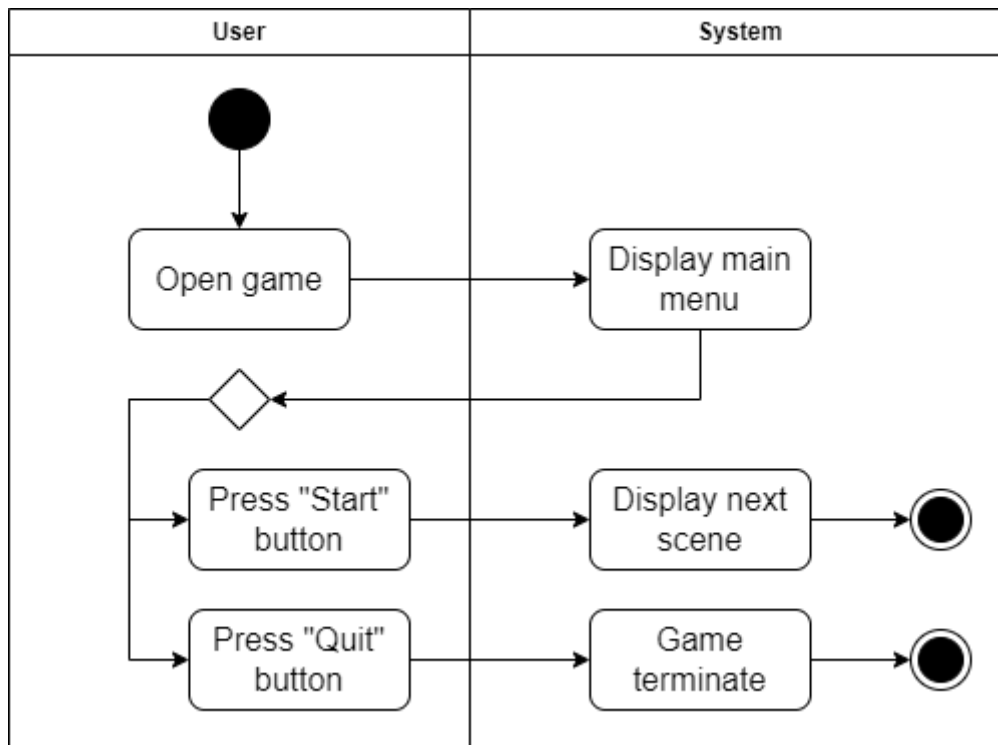 User
System
Open game
Display main
menu
Press "Start"
button
Display next
scene
Press "Quit"
button
Game
terminate